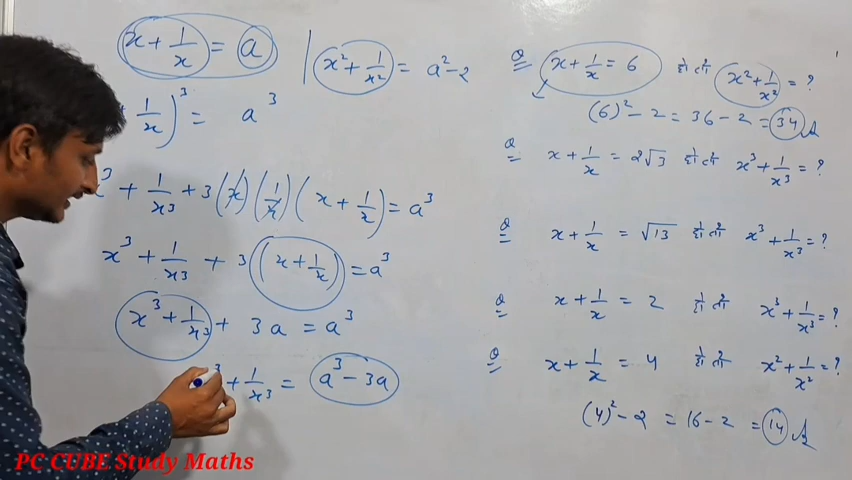 x + 1/x = a
x² + 1/x² = a² - 2
1/x)³ = a³
x³ + 1/x³ + 3(x)(1/x)(x + 1/x) = a³
x³ + 1/x³ + 3(x + 1/x) = a³
x³ + 1/x³ + 3a = a³
³ + 1/x³ = a³ - 3a
Q x + 1/x = 6 x² + 1/x² = ?
(6)² - 2 = 36 - 2 = 34
Q x + 1/x = 2√3 x³ + 1/x³ = ?
Q x + 1/x = √13 x³ + 1/x³ = ?
Q x + 1/x = 2 x³ + 1/x³ = ?
Q x + 1/x = 4 x² + 1/x² = ?
(4)² - 2 = 16 - 2 = 14
PC CUBE Study Maths